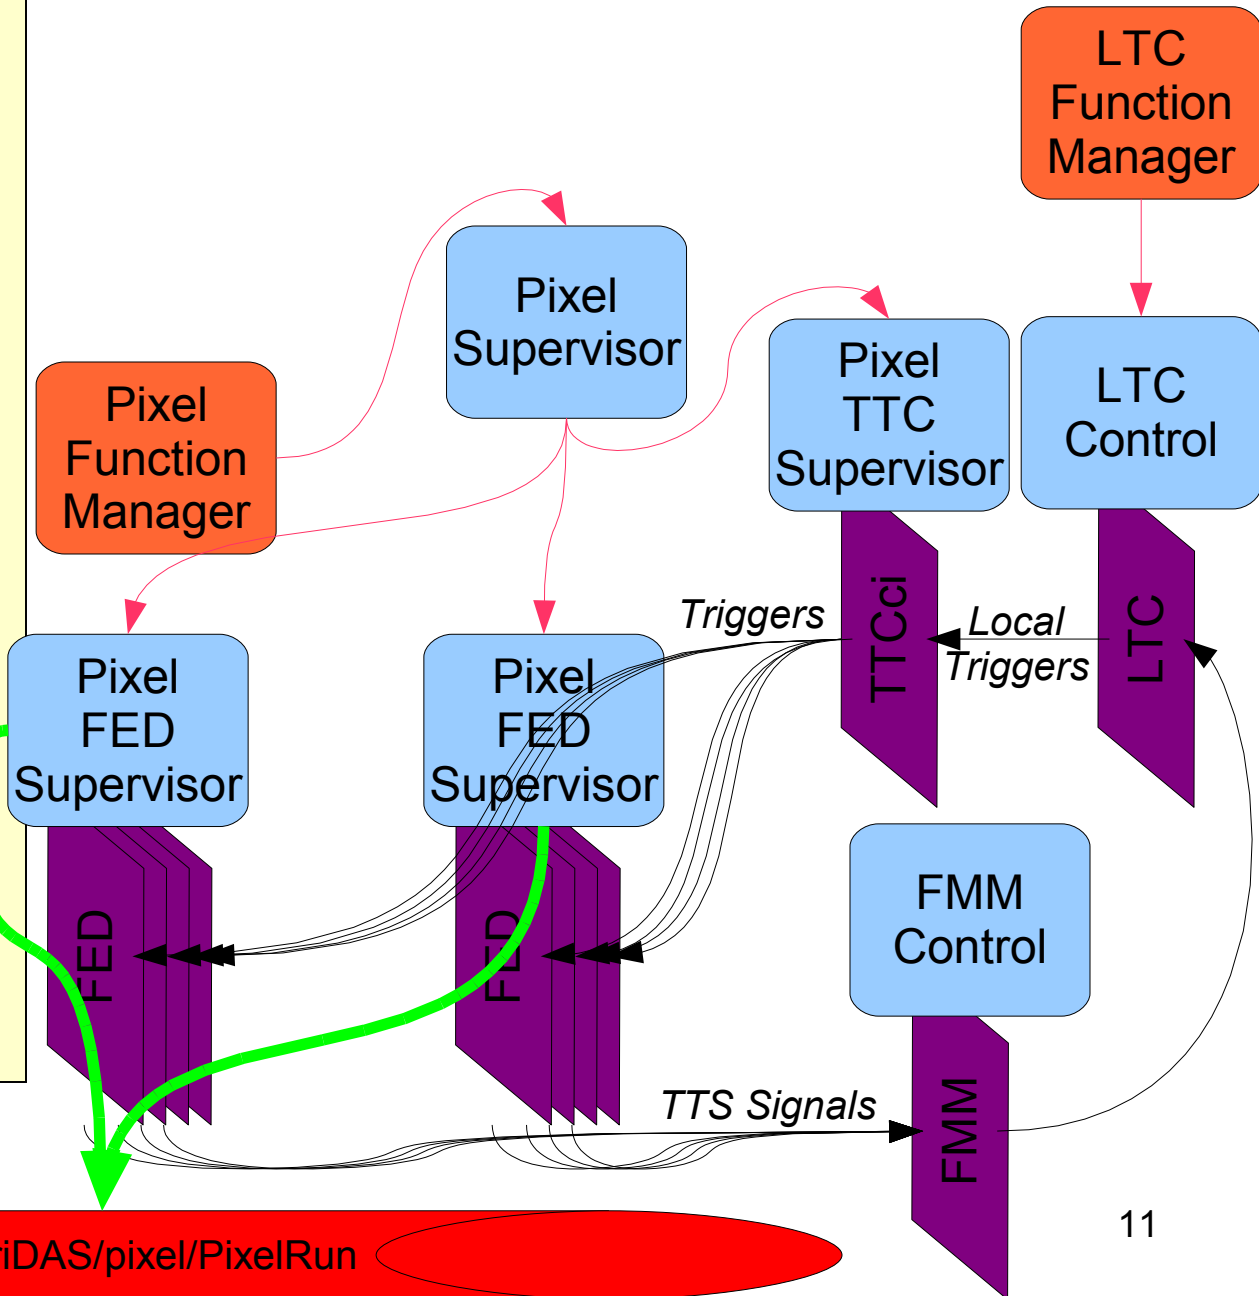 LTC
Function
Manager
Pixel
Supervisor
Pixel
TTC
Supervisor
LTC
Control
Pixel
Function
Manager
Triggers
TTCci
Local
Triggers
LTC
Pixel
FED
Supervisor
Pixel
FED
Supervisor
FED
FED
FMM
Control
TTS Signals
FMM
iDAS/pixel/PixelRun
11